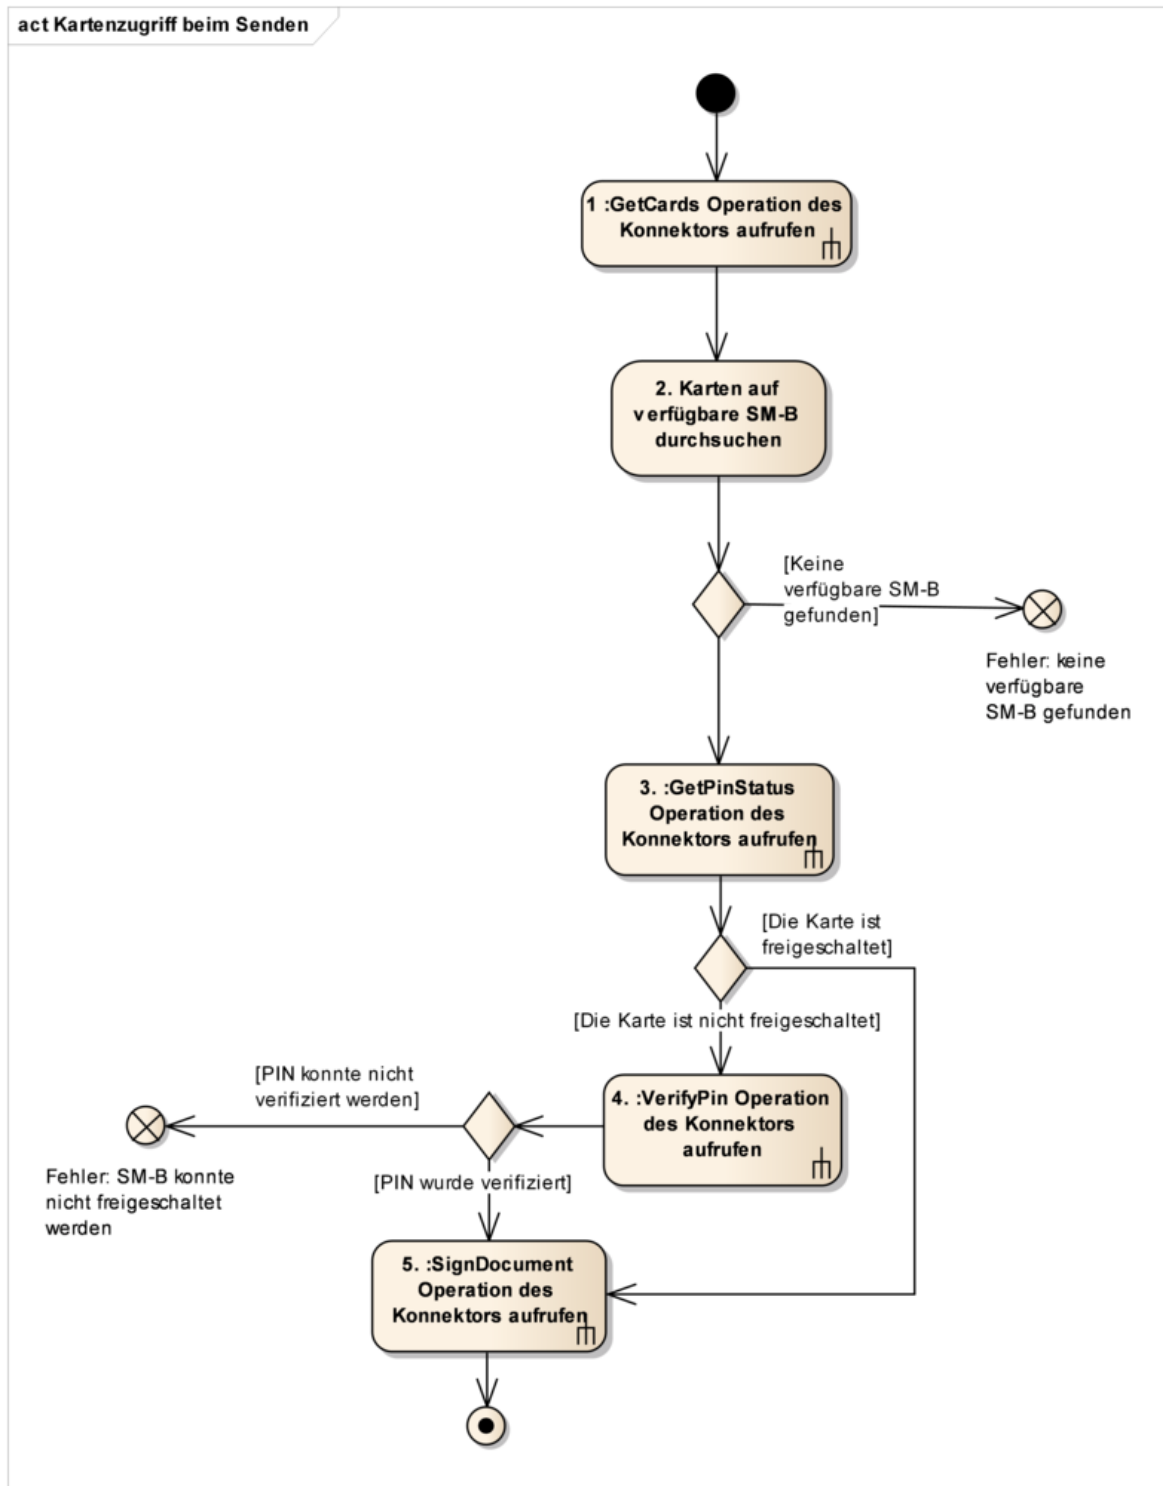 act Kartenzugriff beim Senden
1 :GetCards Operation des
Konnektors aufrufen
2. Karten auf
verfügbare SM-B
durchsuchen
[Keine
verfügbare SM-B
gefunden]
Fehler: keine
verfügbare
SM-B gefunden
3. :GetPinStatus
Operation des
Konnektors aufrufen
[Die Karte ist
freigeschaltet]
[Die Karte ist nicht freigeschaltet]
4. :VerifyPin Operation
des Konnektors
aufrufen
[PIN konnte nicht
verifiziert werden]
Fehler: SM-B konnte
nicht freigeschaltet
werden
[PIN wurde verifiziert]
5. :SignDocument
Operation des
Konnektors aufrufen